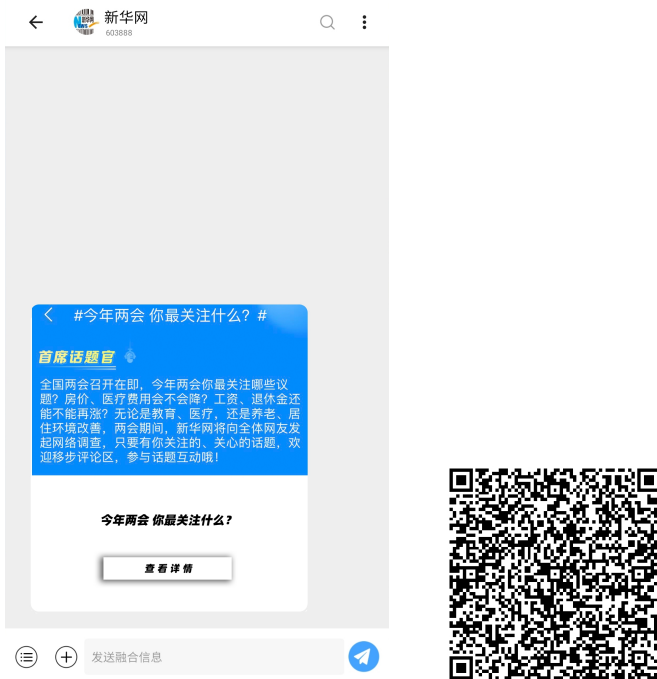 新华网
603888
#今年两会 你最关注什么？#
首席话题官
全国两会召开在即，今年两会你最关注哪些议
题？房价、医疗费用会不会降？工资、退休金还
能不能再涨？无论是教育、医疗，还是养老、居
住环境改善，两会期间，新华网将向全体网友发
起网络调查，只要有你关注的、关心的话题，欢
迎移步评论区，参与话题互动哦！
今年两会 你最关注什么？
查看详情
发送融合信息